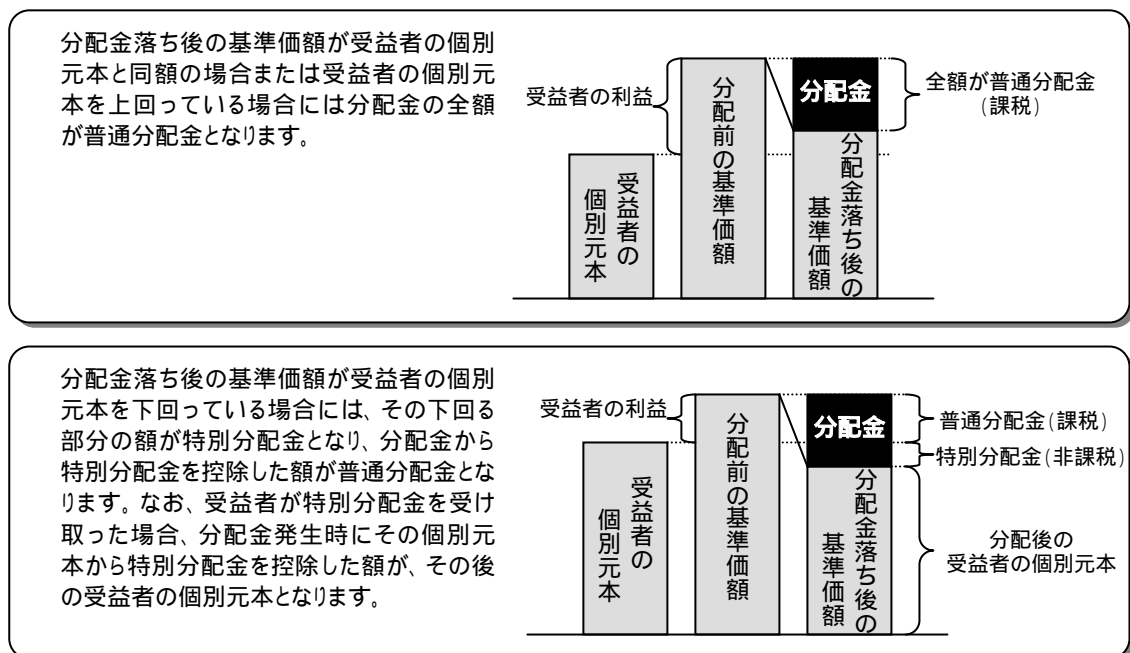 分配金落ち後の基準価額が受益者の個別
元本と同額の場合または受益者の個別元
本を上回っている場合には分配金の全額
が普通分配金となります。
受益者の利益
受益者の
個別元本
分配前の基準価額
分配金
分配金落ち後の
基準価額
全額が普通分配金
(課税)
分配金落ち後の基準価額が受益者の個別
元本を下回っている場合には、その下回る
部分の額が特別分配金となり、分配金から
特別分配金を控除した額が普通分配金とな
ります。なお、受益者が特別分配金を受け
取った場合、分配金発生時にその個別元
本から特別分配金を控除した額が、その後
の受益者の個別元本となります。
受益者の利益
受益者の
個別元本
分配前の基準価額
分配金
分配金落ち後の
基準価額
普通分配金(課税)
特別分配金(非課税)
分配後の
受益者の個別元本